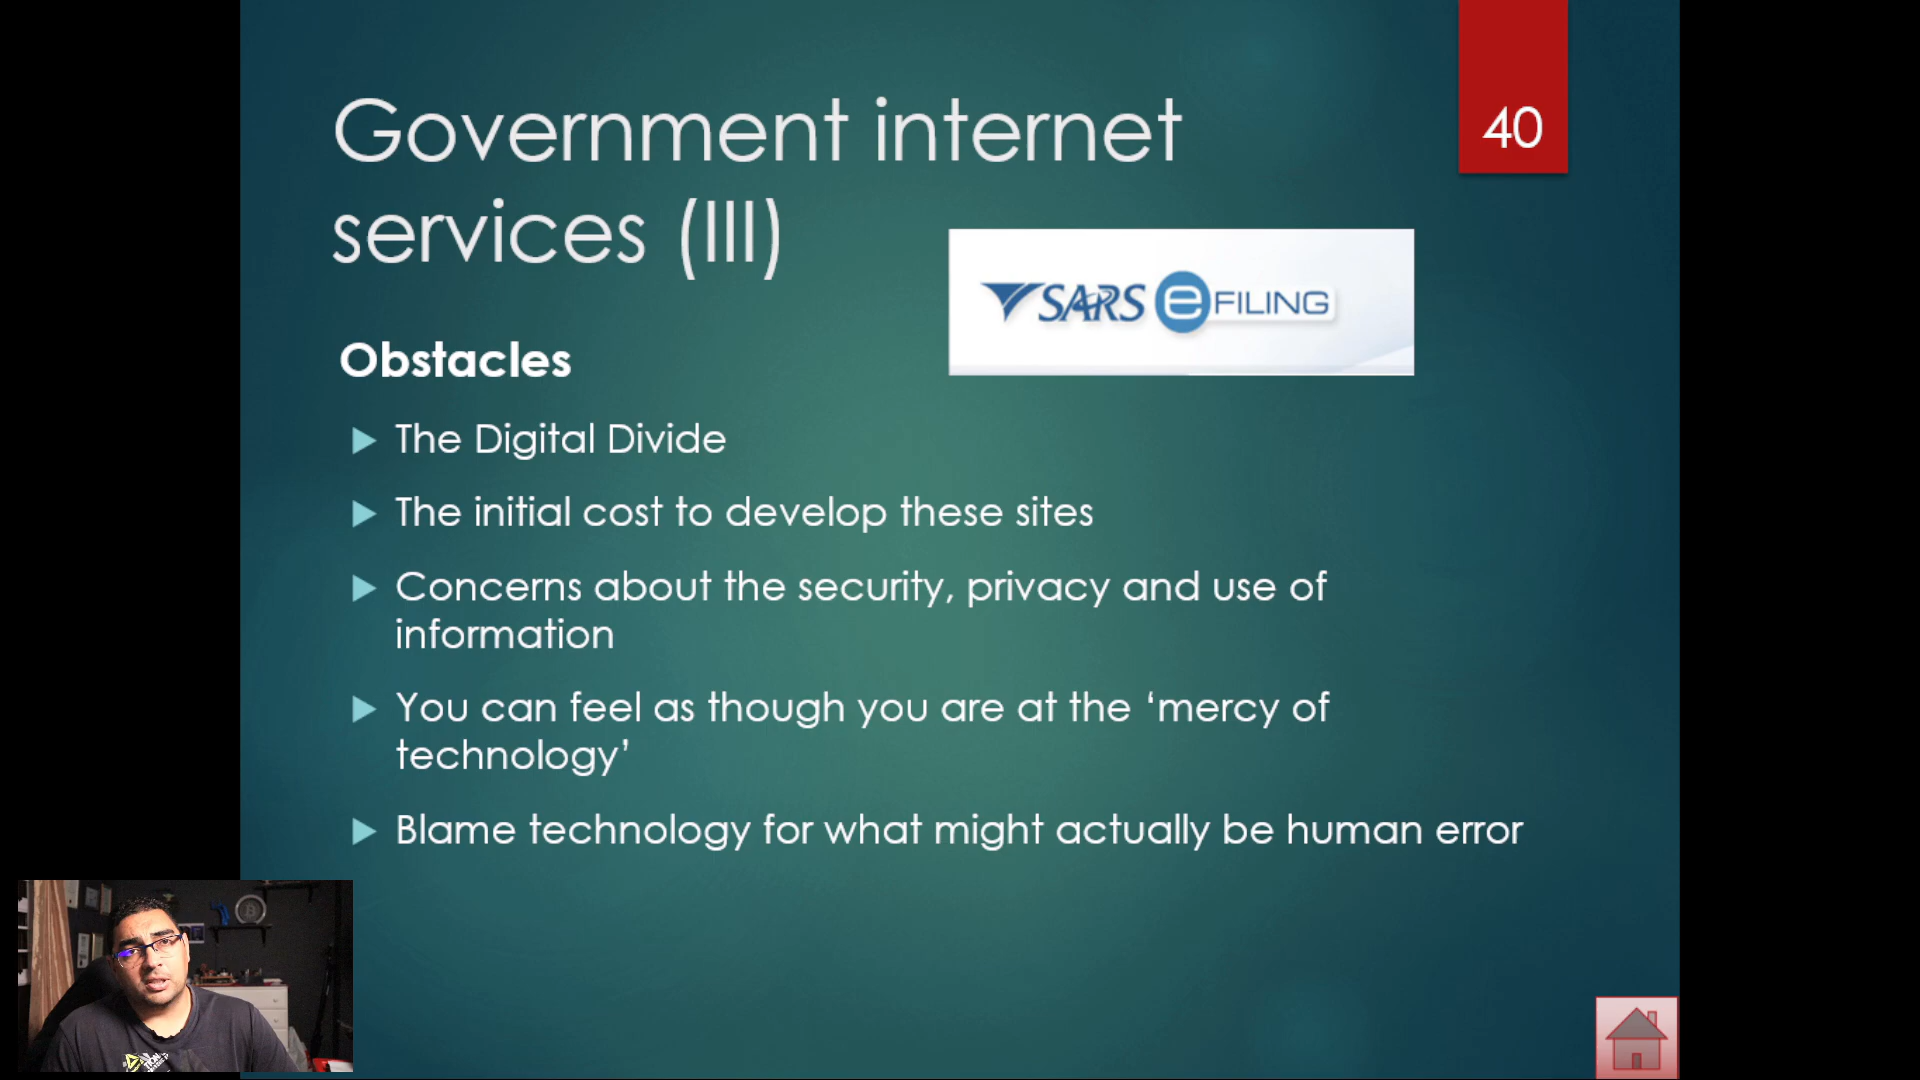 Government internet
services (III)
40
SARS eFILING
Obstacles
The Digital Divide
The initial cost to develop these sites
Concerns about the security, privacy and use of
information
You can feel as though you are at the ‘mercy of
technology’
Blame technology for what might actually be human error